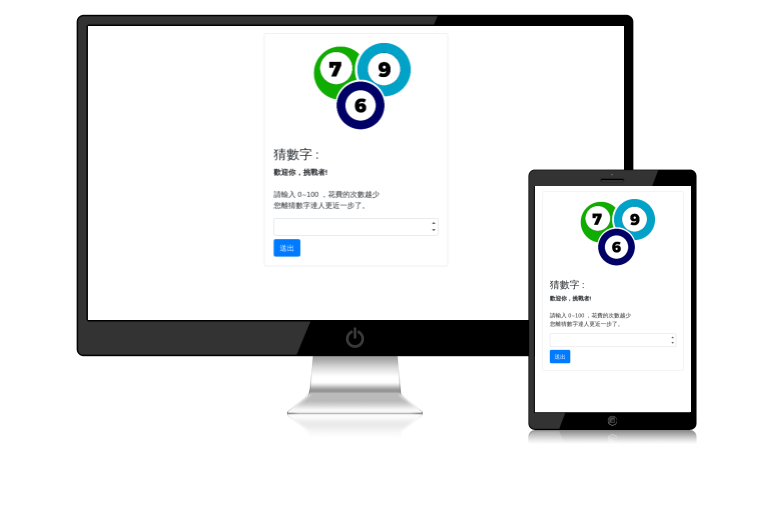 7
9
6
猜數字 :
歡迎你，挑戰者!
請輸入 0~100 ，花費的次數越少
您離猜數字達人更近一步了。
送出
7
9
6
猜數字 :
歡迎你，挑戰者!
請輸入 0~100 ，花費的次數越少
您離猜數字達人更近一步了。
送出